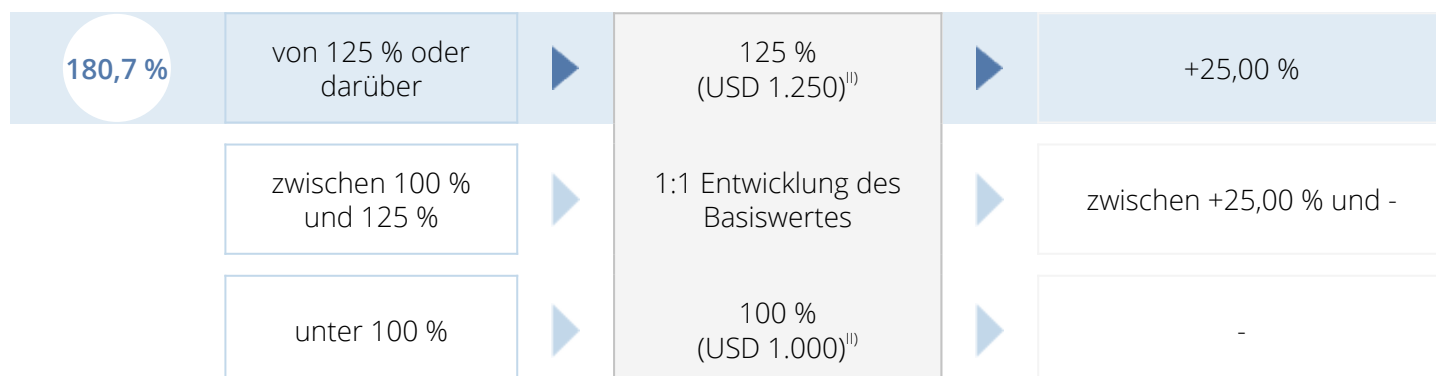 180,7 %
von 125 % oder
darüber
125 %
(USD 1.250)II)
+25,00 %
zwischen 100 %
und 125 %
1:1 Entwicklung des
Basiswertes
zwischen +25,00 % und -
unter 100 %
100 %
(USD 1.000)II)
-